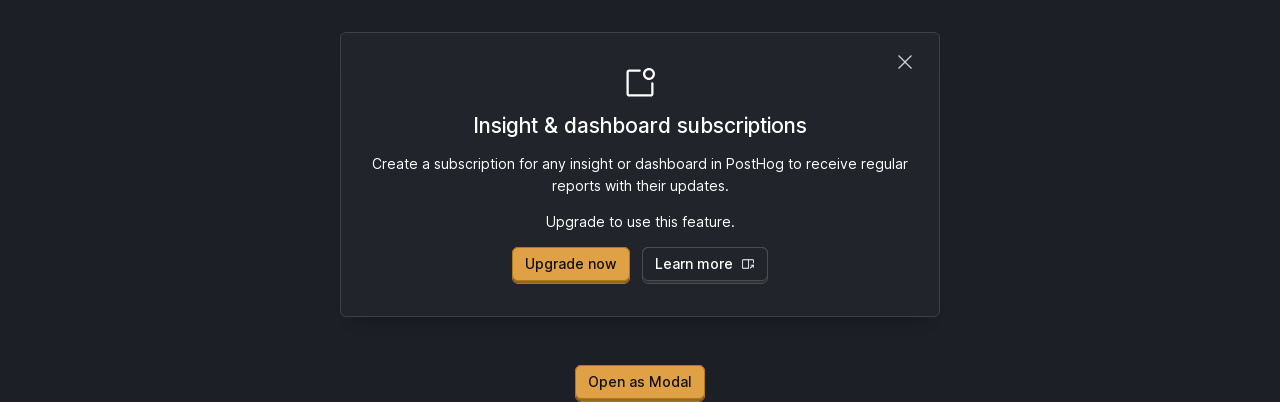 Insight & dashboard subscriptions
Create a subscription for any insight or dashboard in PostHog to receive regular
reports with their updates.
Upgrade to use this feature.
Upgrade now
Learn more
Open as Modal